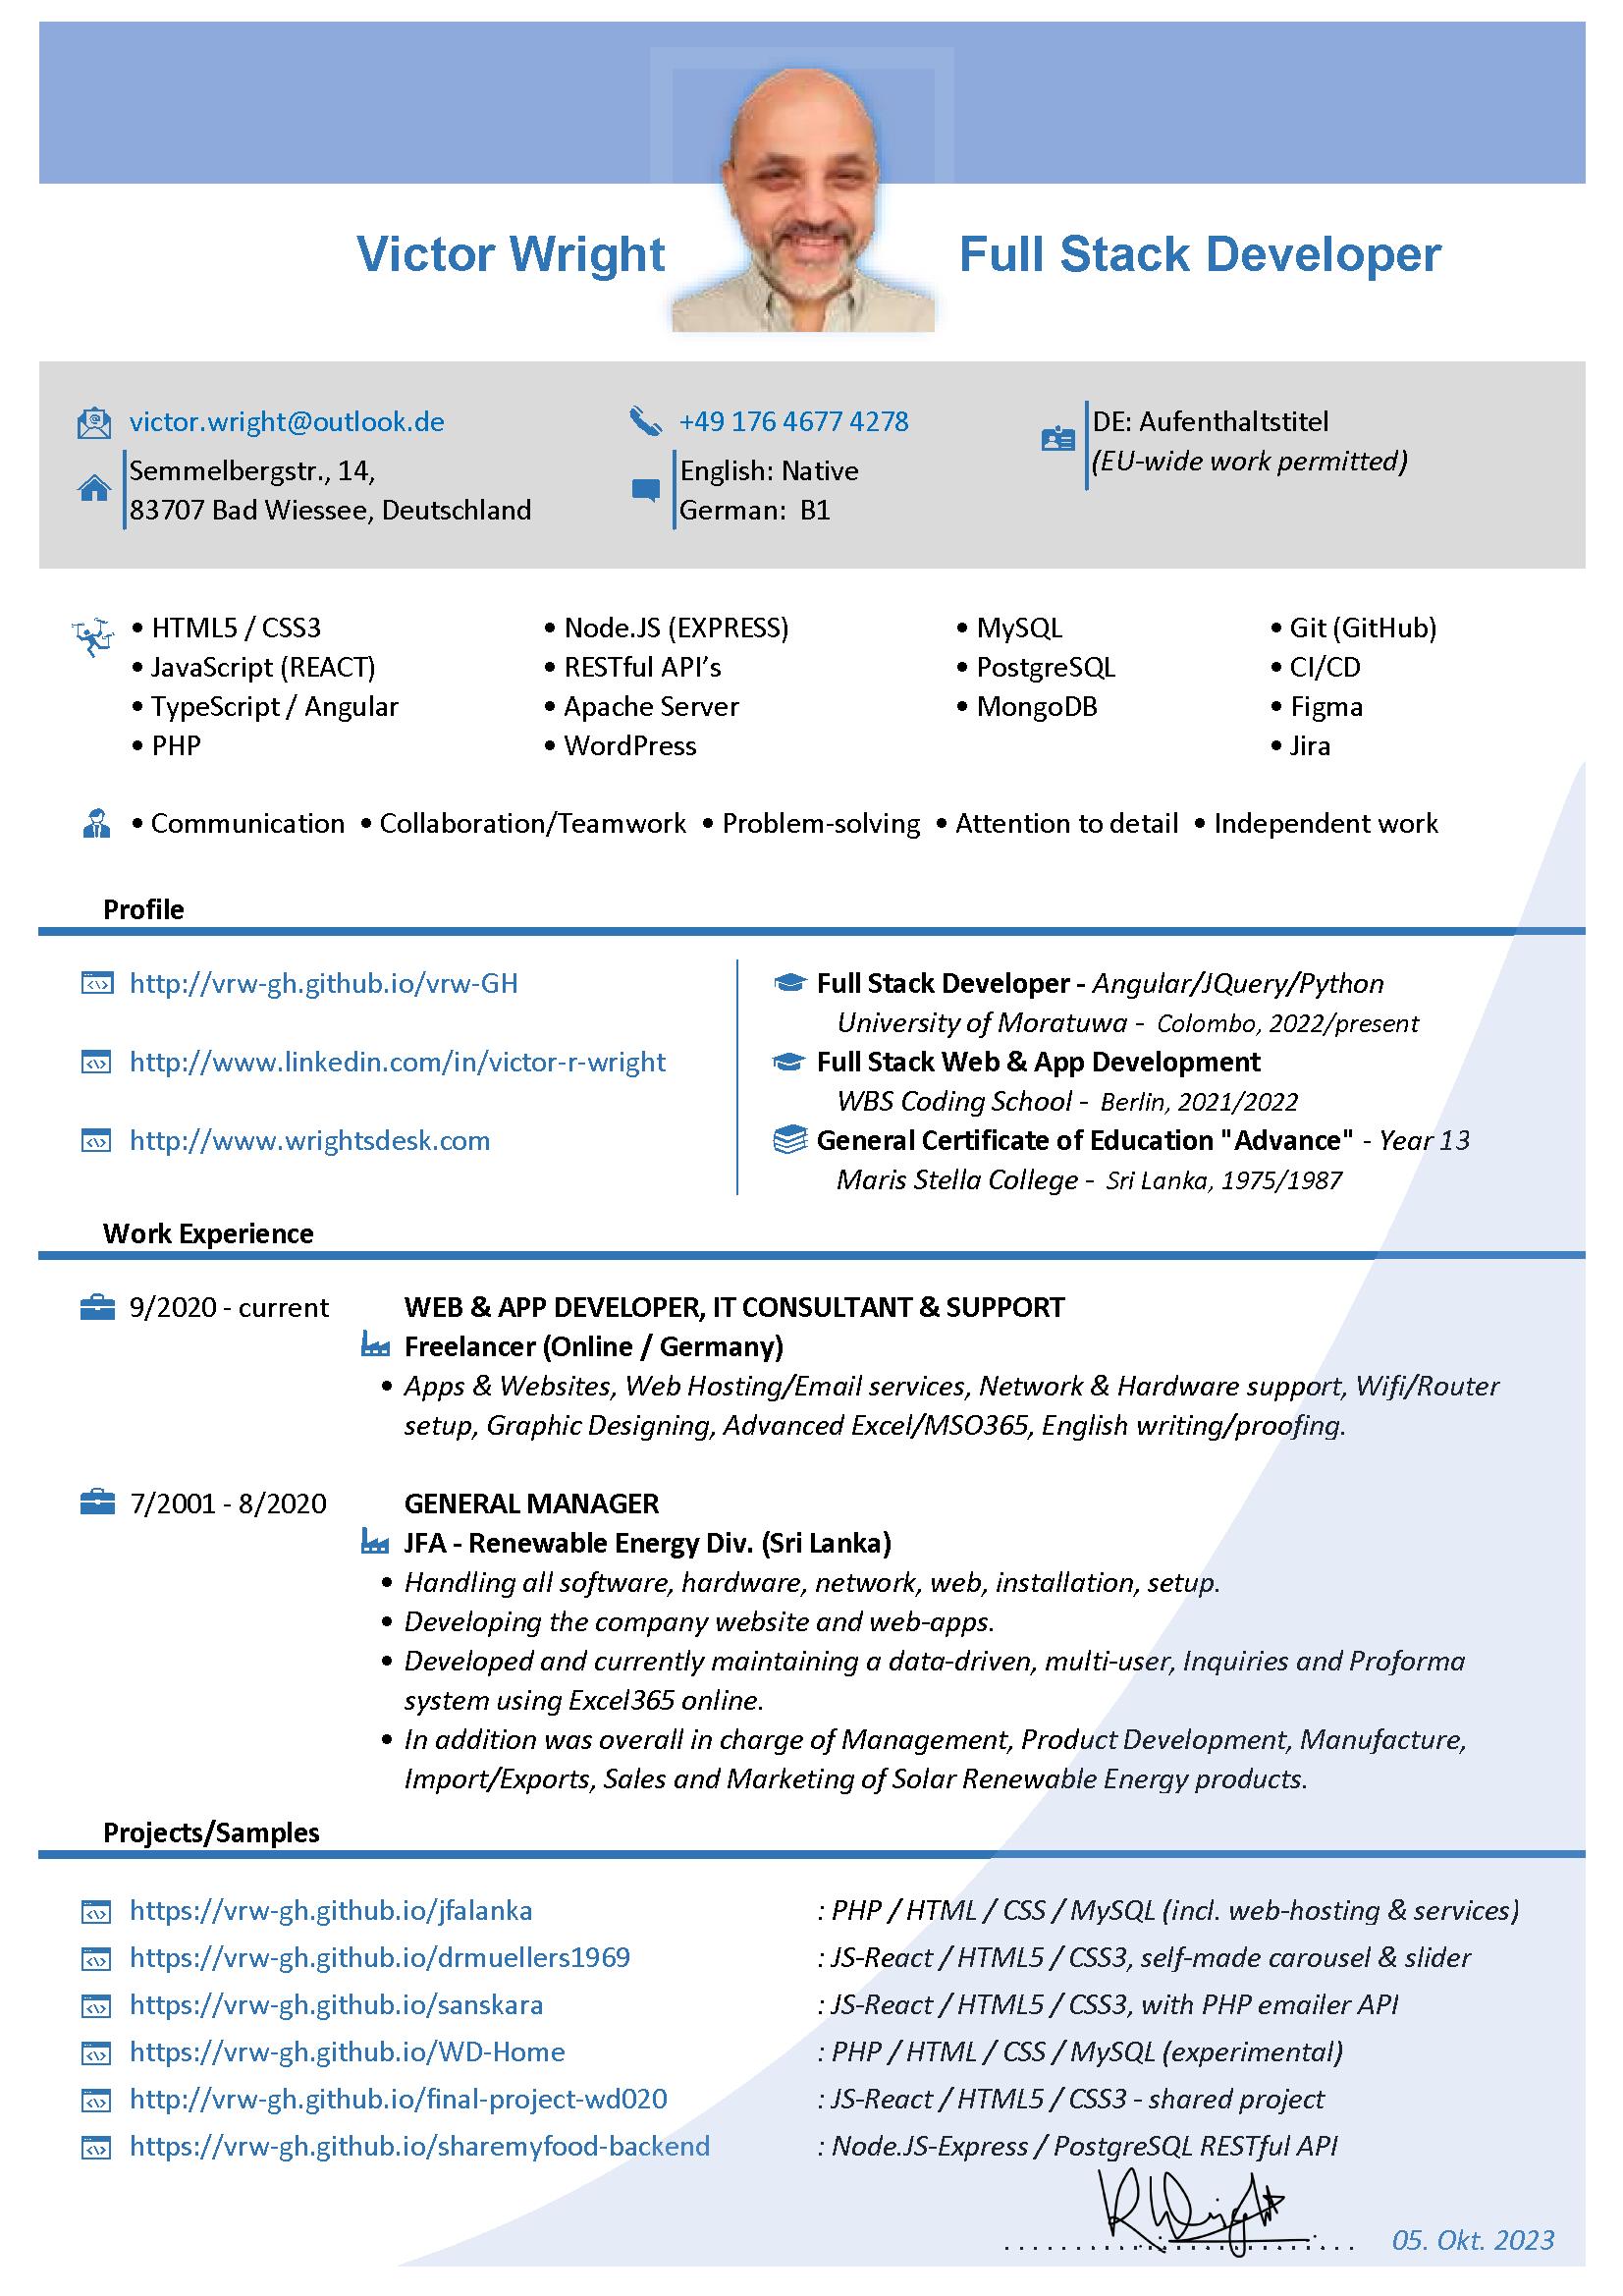 Victor Wright
Full Stack Developer
victor.wright@outlook.de
Semmelbergstr., 14,
83707 Bad Wiessee, Deutschland
+49 176 4677 4278
English: Native
German:  B1
DE: Aufenthaltstitel
(EU-wide work permitted)
• HTML5 / CSS3
• JavaScript (REACT)
• TypeScript / Angular
• PHP
• Node.JS (EXPRESS)
• RESTful API’s
• Apache Server
• WordPress
• MySQL
• PostgreSQL
• MongoDB
• Git (GitHub)
• CI/CD
• Figma
• Jira
• Communication • Collaboration/Teamwork • Problem-solving • Attention to detail • Independent work
Profile
http://vrw-gh.github.io/vrw-GH
http://www.linkedin.com/in/victor-r-wright
http://www.wrightsdesk.com
Full Stack Developer - Angular/JQuery/Python
University of Moratuwa - Colombo, 2022/present
Full Stack Web & App Development
WBS Coding School - Berlin, 2021/2022
General Certificate of Education "Advance" - Year 13
Maris Stella College - Sri Lanka, 1975/1987
Work Experience
9/2020 - current WEB & APP DEVELOPER, IT CONSULTANT & SUPPORT
Freelancer (Online / Germany)
• Apps & Websites, Web Hosting/Email services, Network & Hardware support, Wifi/Router
setup, Graphic Designing, Advanced Excel/MSO365, English writing/proofing.
7/2001 - 8/2020 GENERAL MANAGER
JFA - Renewable Energy Div. (Sri Lanka)
• Handling all software, hardware, network, web, installation, setup.
• Developing the company website and web-apps.
• Developed and currently maintaining a data-driven, multi-user, Inquiries and Proforma
system using Excel365 online.
• In addition was overall in charge of Management, Product Development, Manufacture,
Import/Exports, Sales and Marketing of Solar Renewable Energy products.
Projects/Samples
https://vrw-gh.github.io/jfalanka : PHP / HTML / CSS / MySQL (incl. web-hosting & services)
https://vrw-gh.github.io/drmuellers1969 : JS-React / HTML5 / CSS3, self-made carousel & slider
https://vrw-gh.github.io/sanskara : JS-React / HTML5 / CSS3, with PHP emailer API
https://vrw-gh.github.io/WD-Home : PHP / HTML / CSS / MySQL (experimental)
http://vrw-gh.github.io/final-project-wd020 : JS-React / HTML5 / CSS3 - shared project
https://vrw-gh.github.io/sharemyfood-backend : Node.JS-Express / PostgreSQL RESTful API
RWright
05. Okt. 2023